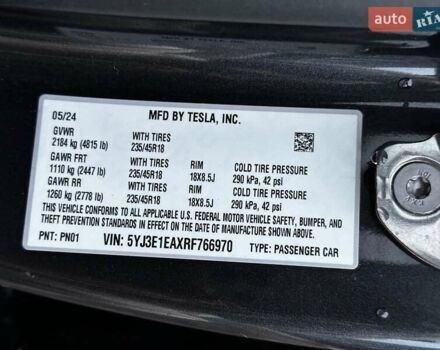 auto RIA
05/24 MFD BY TESLA, INC.
GVWR WITH TIRES
2184 kg (4815 lb) 235/45R18
GAWR FRT WITH TIRES RIM COLD TIRE PRESSURE
1110 kg (2447 lb) 235/45R18 18X8.5J 290 kPa, 42 psi
GAWR RR WITH TIRES RIM COLD TIRE PRESSURE
1260 kg (2778 lb) 235/45R18 18X8.5J 290 kPa, 42 psi
THIS VEHICLE CONFORMS TO ALL APPLICABLE U.S. FEDERAL MOTOR VEHICLE SAFETY, BUMPER, AND
THEFT PREVENTION STANDARDS IN EFFECT ON THE DATE OF MANUFACTURE SHOWN ABOVE.
PNT: PN01 VIN: 5YJ3E1EAXRF766970 TYPE: PASSENGER CAR